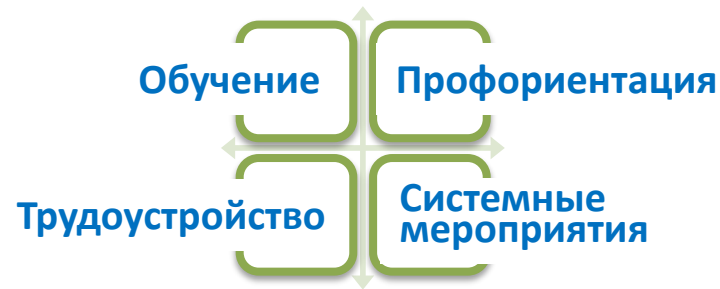 Обучение
Профориентация
Трудоустройство
Системные
мероприятия